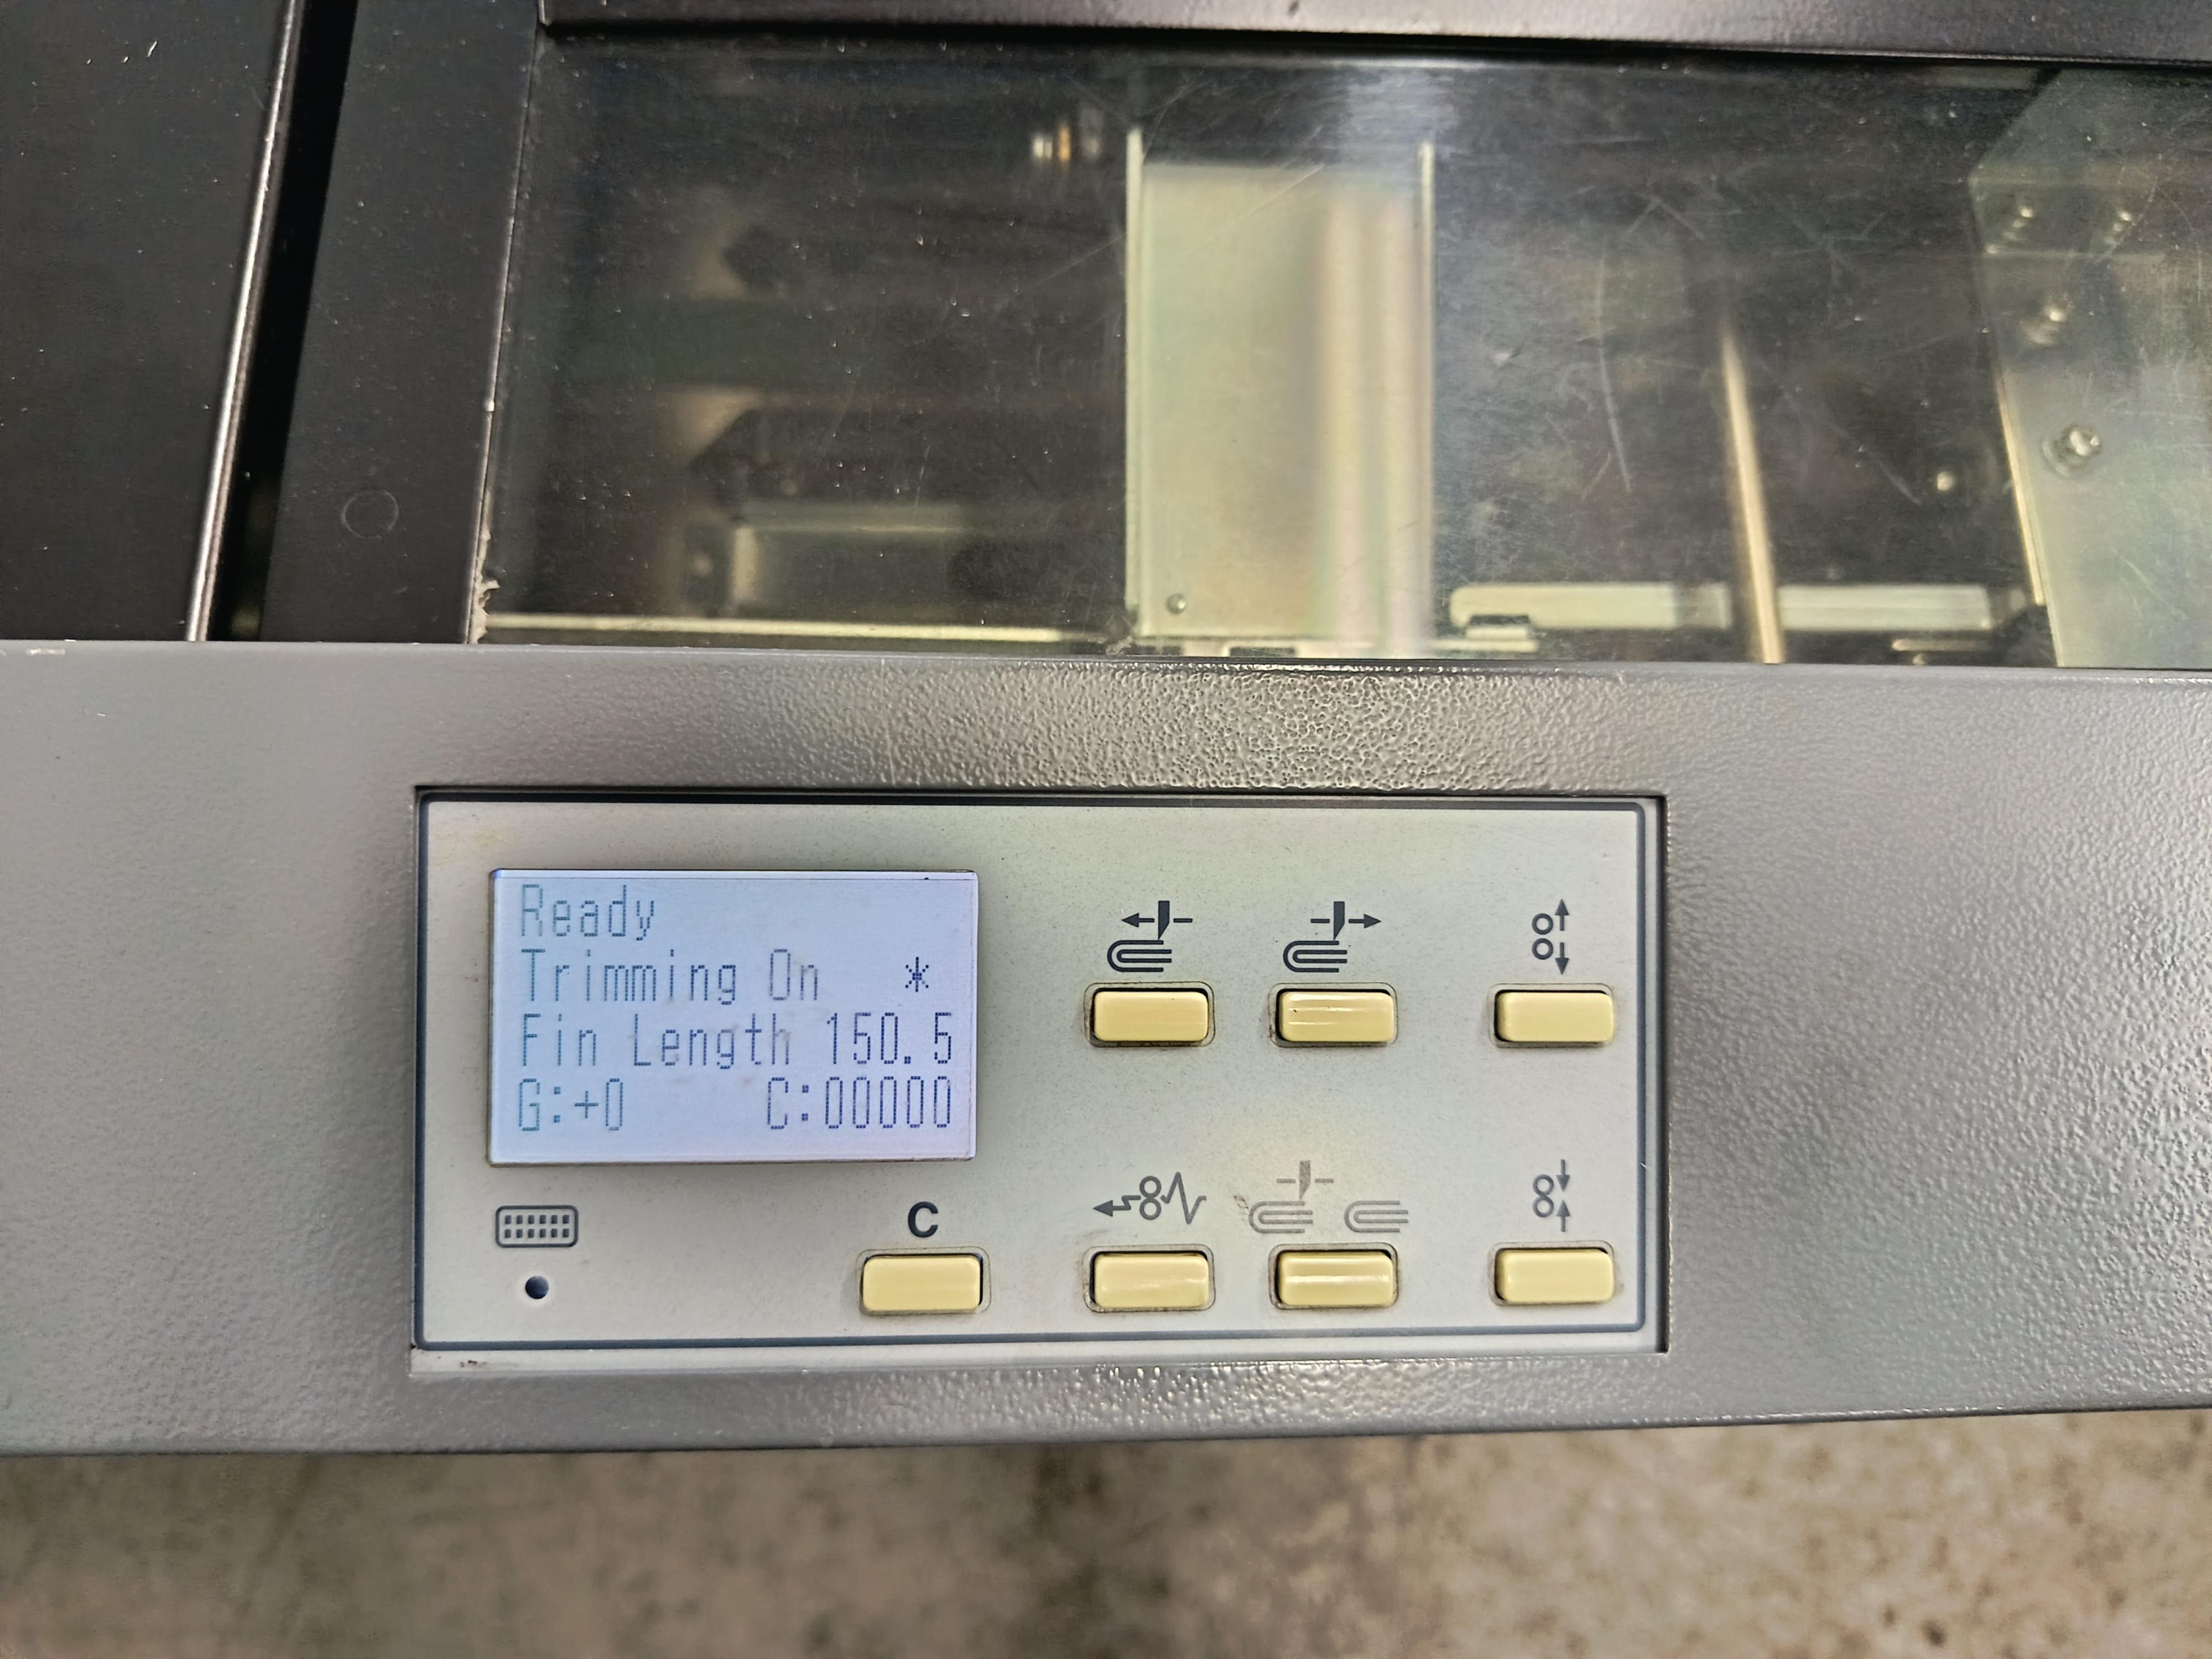 Ready
Trimming On *
Fin Length 150.5
G:+0 C:00000
C